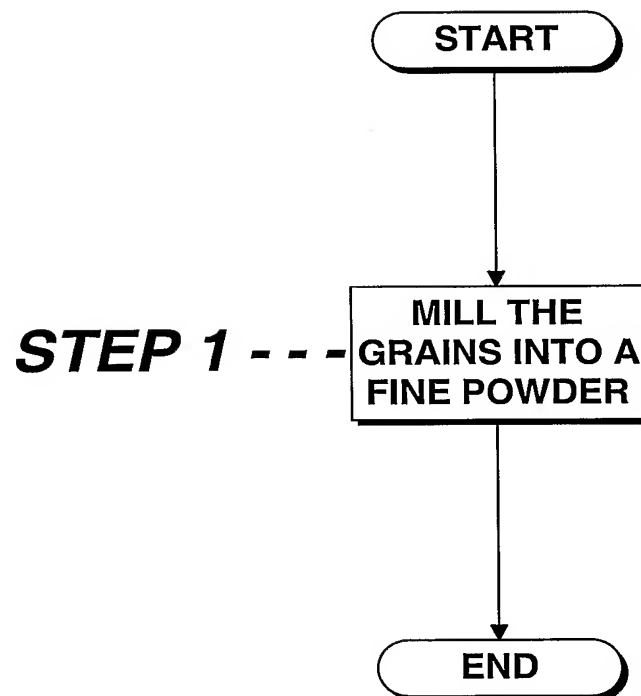 START
STEP 1 - - -
MILL THE
GRAINS INTO A
FINE POWDER
END